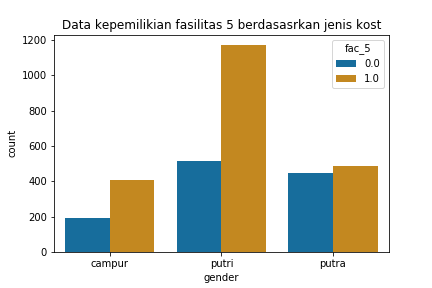 Data kepemilikian fasilitas 5 berdasasrkan jenis kost
1200
1000
800
600
400
200
0
count
fac_5
0.0
1.0
campur
putri
putra
gender